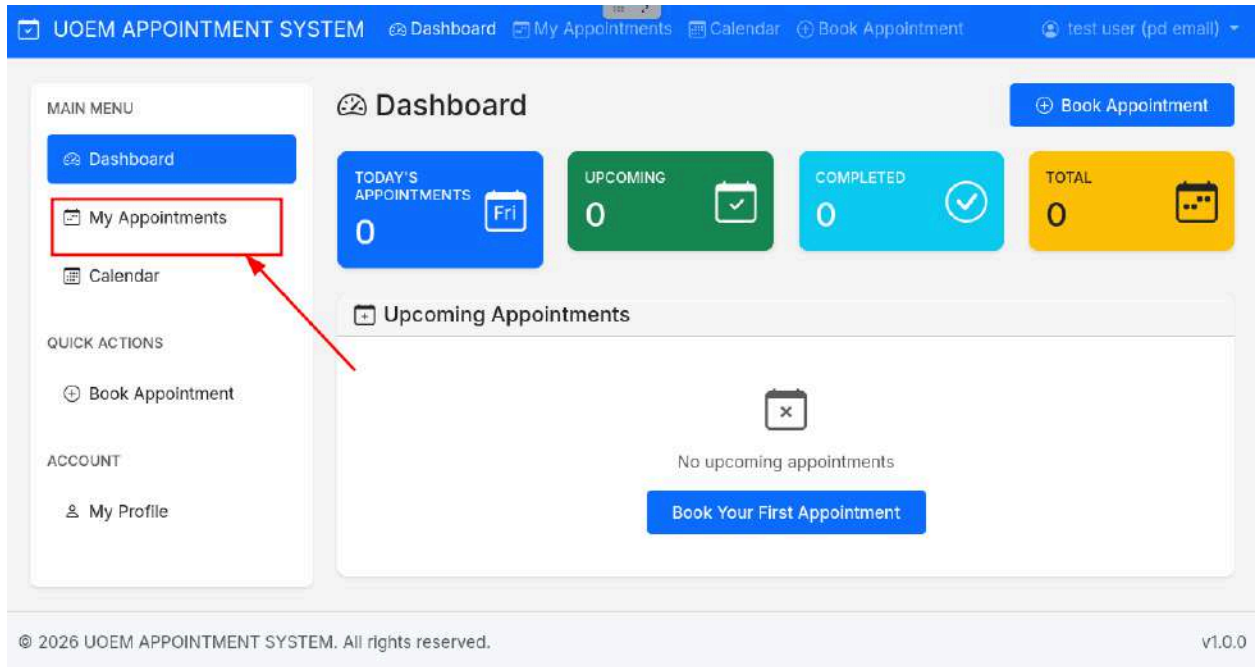 UOEM APPOINTMENT SYSTEM Dashboard My Appointments Calendar Book Appointment test user (pd email)
MAIN MENU
Dashboard
My Appointments
Calendar
QUICK ACTIONS
Book Appointment
ACCOUNT
My Profile
Dashboard
Book Appointment
TODAY'S
APPOINTMENTS
0
Fri
UPCOMING
0
COMPLETED
0
TOTAL
0
Upcoming Appointments
No upcoming appointments
Book Your First Appointment
© 2026 UOEM APPOINTMENT SYSTEM. All rights reserved.
v1.0.0